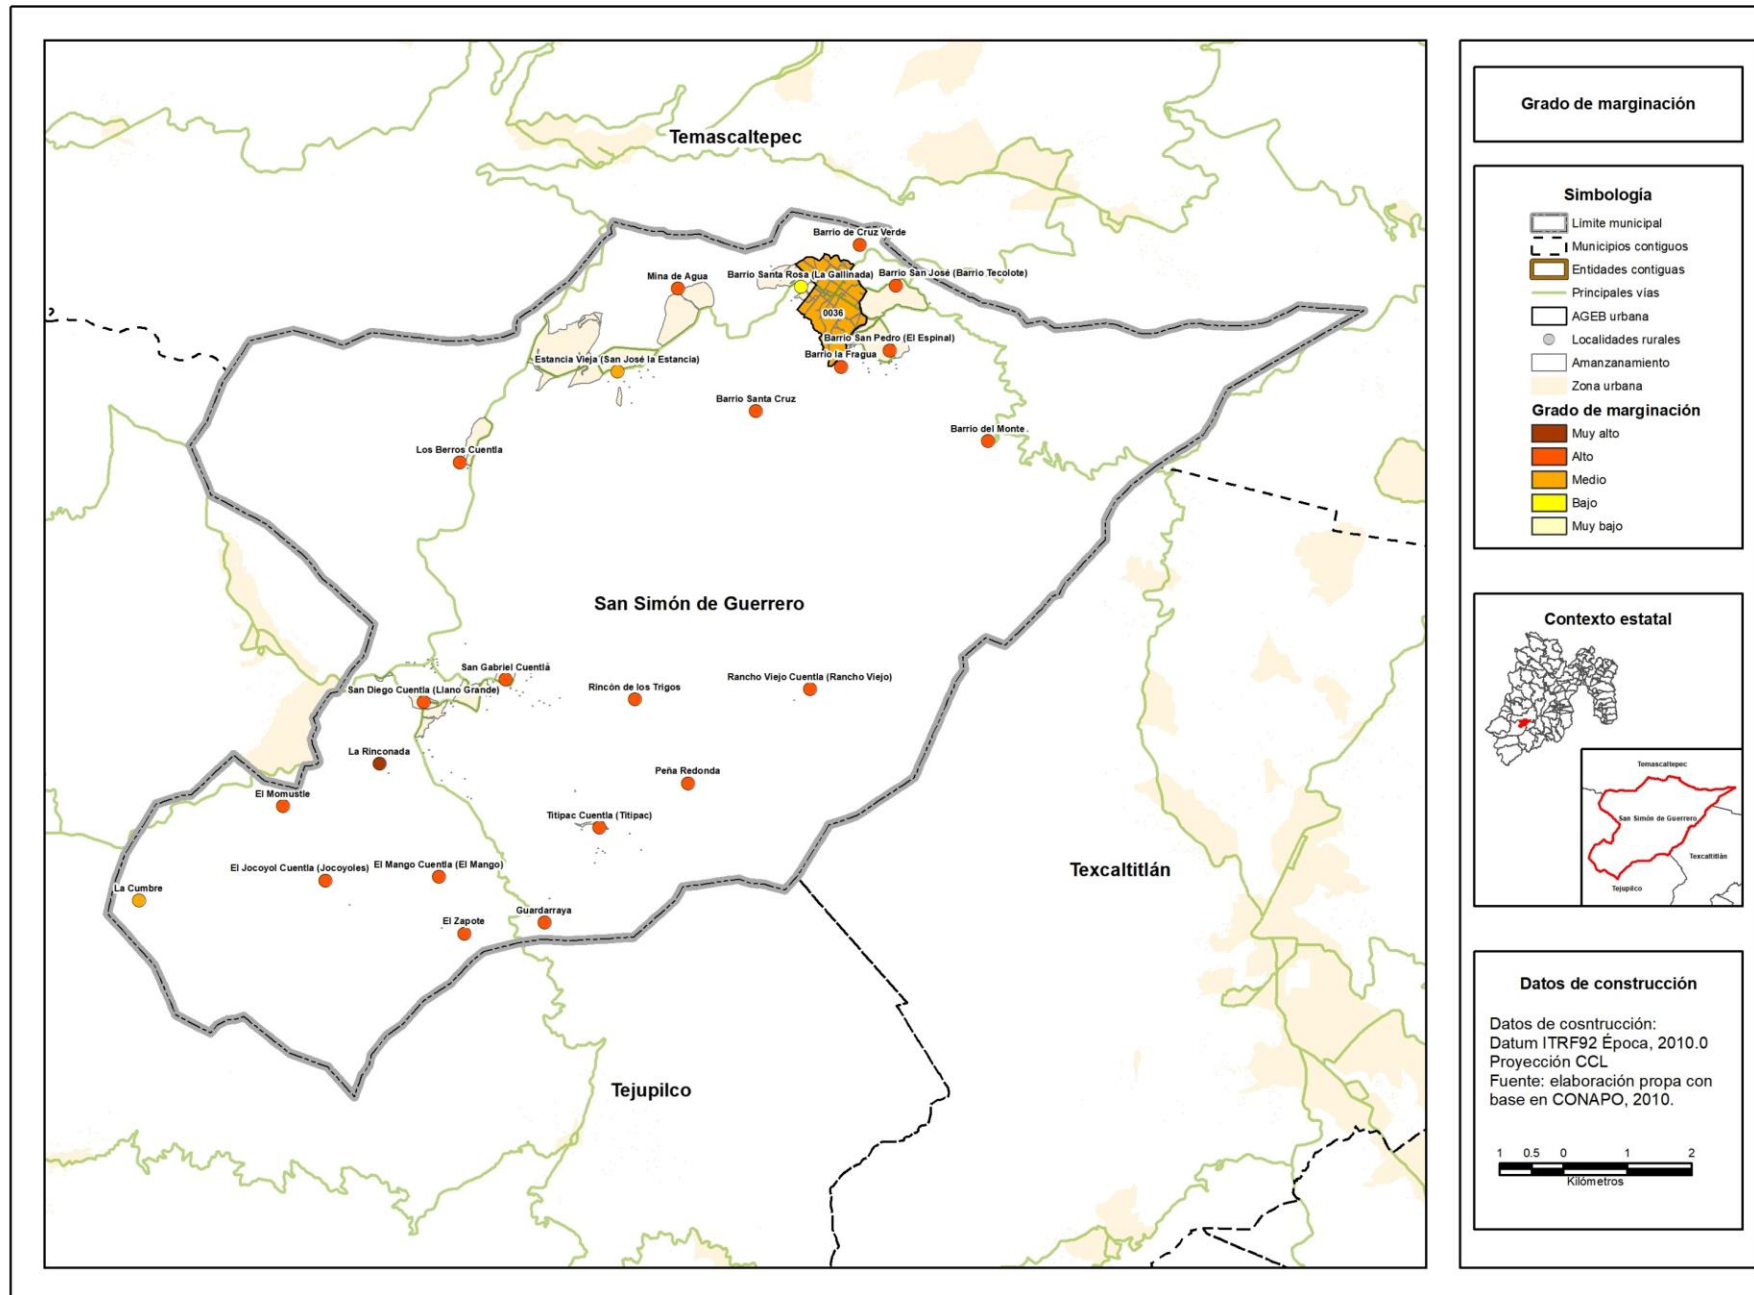 Temascaltepec
Barrio de Cruz Verde
Mina de Agua
Barrio Santa Rosa (La Gallinada)
Barrio San José (Barrio Tecolote)
0036
Barrio San Pedro (El Espinal)
Barrio la Fragua
Estancia Vieja (San José la Estancia)
Barrio Santa Cruz
Barrio del Monte
Los Berros Cuentla
San Simón de Guerrero
San Gabriel Cuentla
San Diego Cuentla (Llano Grande)
Rincón de los Trigos
Rancho Viejo Cuentla (Rancho Viejo)
La Rinconada
El Momustle
Peña Redonda
Titipac Cuentla (Titipac)
El Jocoyol Cuentla (Jocoyoles)
El Mango Cuentla (El Mango)
La Cumbre
El Zapote
Guardarraya
Texcaltitlán
Tejupilco
Grado de marginación
Simbología
Límite municipal
Municipios contiguos
Entidades contiguas
Principales vías
AGEB urbana
Localidades rurales
Amanzanamiento
Zona urbana
Grado de marginación
Muy alto
Alto
Medio
Bajo
Muy bajo
Contexto estatal
Temascaltepec
San Simón de Guerrero
Texcaltitlán
Tejupilco
Datos de construcción
Datos de cosntrucción:
Datum ITRF92 Época, 2010.0
Proyección CCL
Fuente: elaboración propa con
base en CONAPO, 2010.
1 0.5 0 1 2
Kilómetros